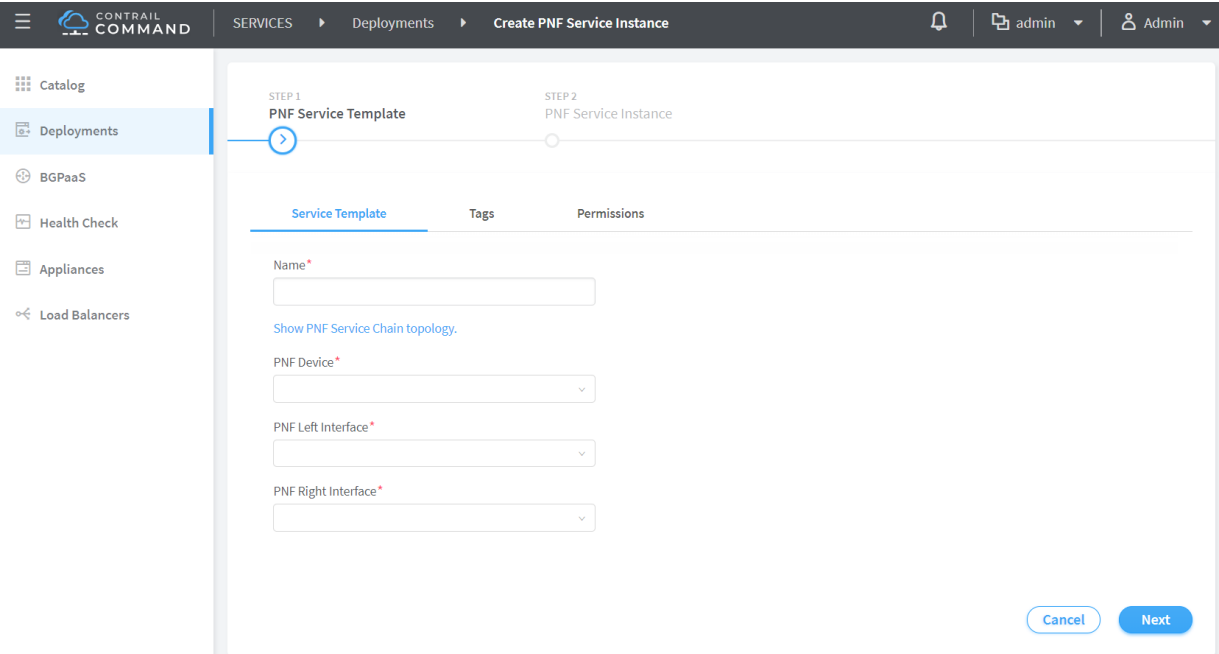 CONTRAIL
COMMAND
SERVICES Deployments Create PNF Service Instance admin Admin
Catalog
Deployments
BGPaaS
Health Check
Appliances
Load Balancers
STEP 1
PNF Service Template
STEP 2
PNF Service Instance
Service Template Tags Permissions
Name*
Show PNF Service Chain topology.
PNF Device*
PNF Left Interface*
PNF Right Interface*
Cancel Next